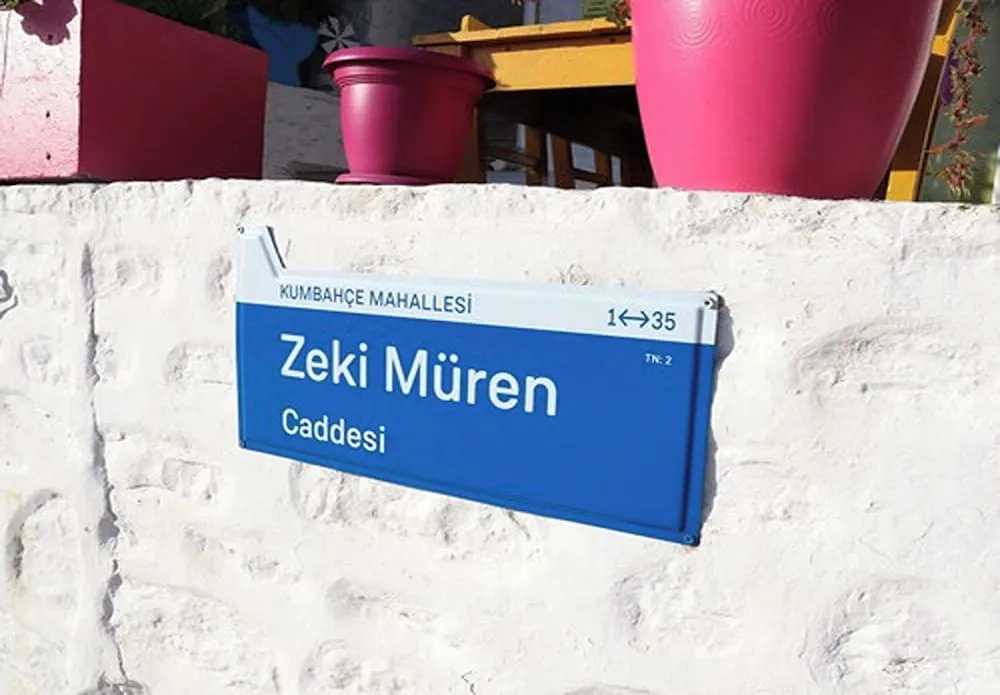 KUMBAHÇE MAHALLESİ
1↔35
TN: 2
Zeki Müren
Caddesi